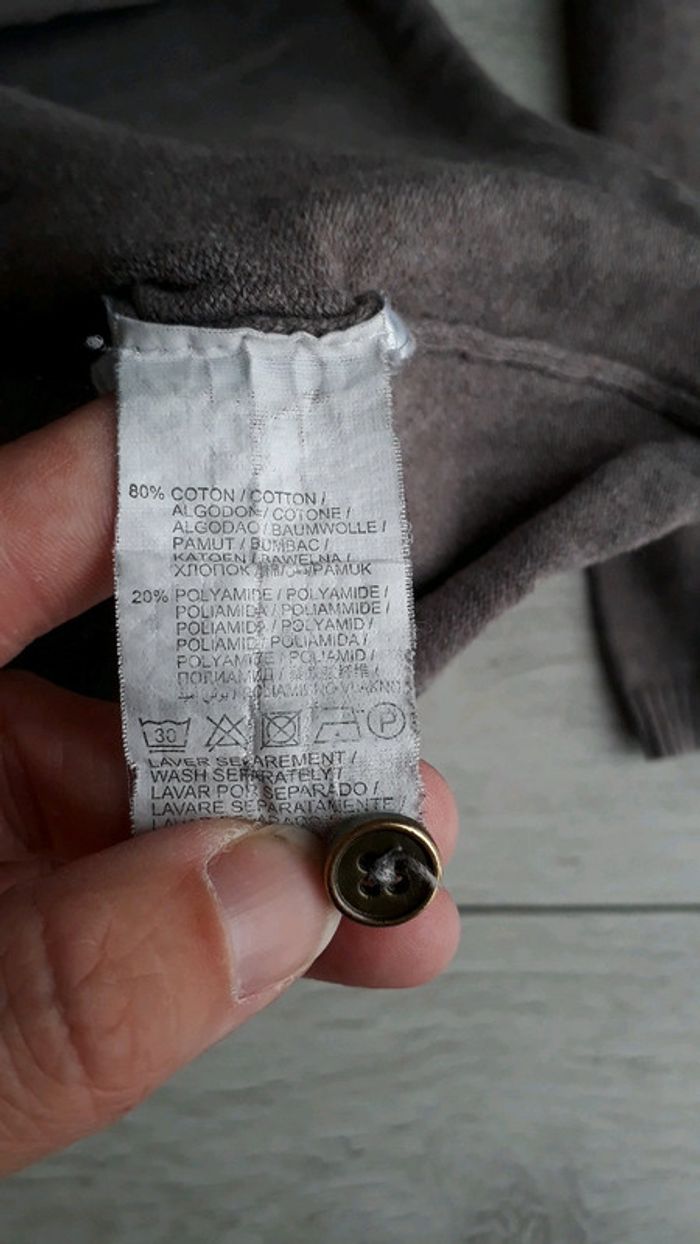 80% COTON / COTTON /
ALGODON / COTONE /
ALGODAO / BAUMWOLLE /
PAMUT / BUMBAC /
KATOEN / BAWELNA /
ХЛОПОК PAMUK
20% POLYAMIDE / POLYAMIDE /
POLIAMIDA / POLIAMMIDE /
POLIAMIDA / POLYAMID /
POLIAMID / POLIAMIDA /
POLYAMIDE / POLIAMID /
ПОЛИАМИД /
30 P
LAVER SEPAREMENT /
WASH SEPARATELY /
LAVAR POR SEPARADO /
LAVARE SEPARATAMENTE /